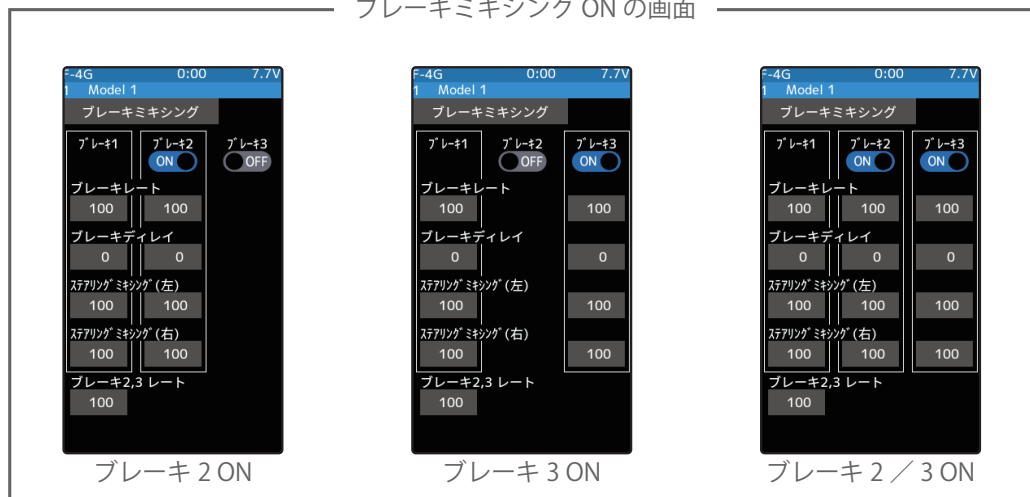 ブレーキミキシング ON の画面
F-4G 0:00 7.7V
1 Model 1
ブレーキミキシング
ﾌﾞﾚｰｷ1 ﾌﾞﾚｰｷ2 ﾌﾞﾚｰｷ3
ON OFF
ブレーキレート
100 100
ブレーキディレイ
0 0
ｽﾃｱﾘﾝｸﾞﾐｷｼﾝｸﾞ(左)
100 100
ｽﾃｱﾘﾝｸﾞﾐｷｼﾝｸﾞ(右)
100 100
ブレーキ2,3 レート
100
ブレーキ 2 ON
F-4G 0:00 7.7V
1 Model 1
ブレーキミキシング
ﾌﾞﾚｰｷ1 ﾌﾞﾚｰｷ2 ﾌﾞﾚｰｷ3
OFF ON
ブレーキレート
100 100
ブレーキディレイ
0 0
ｽﾃｱﾘﾝｸﾞﾐｷｼﾝｸﾞ(左)
100 100
ｽﾃｱﾘﾝｸﾞﾐｷｼﾝｸﾞ(右)
100 100
ブレーキ2,3 レート
100
ブレーキ 3 ON
F-4G 0:00 7.7V
1 Model 1
ブレーキミキシング
ﾌﾞﾚｰｷ1 ﾌﾞﾚｰｷ2 ﾌﾞﾚｰｷ3
ON ON
ブレーキレート
100 100 100
ブレーキディレイ
0 0 0
ｽﾃｱﾘﾝｸﾞﾐｷｼﾝｸﾞ(左)
100 100 100
ｽﾃｱﾘﾝｸﾞﾐｷｼﾝｸﾞ(右)
100 100 100
ブレーキ2,3 レート
100
ブレーキ 2 ／ 3 ON